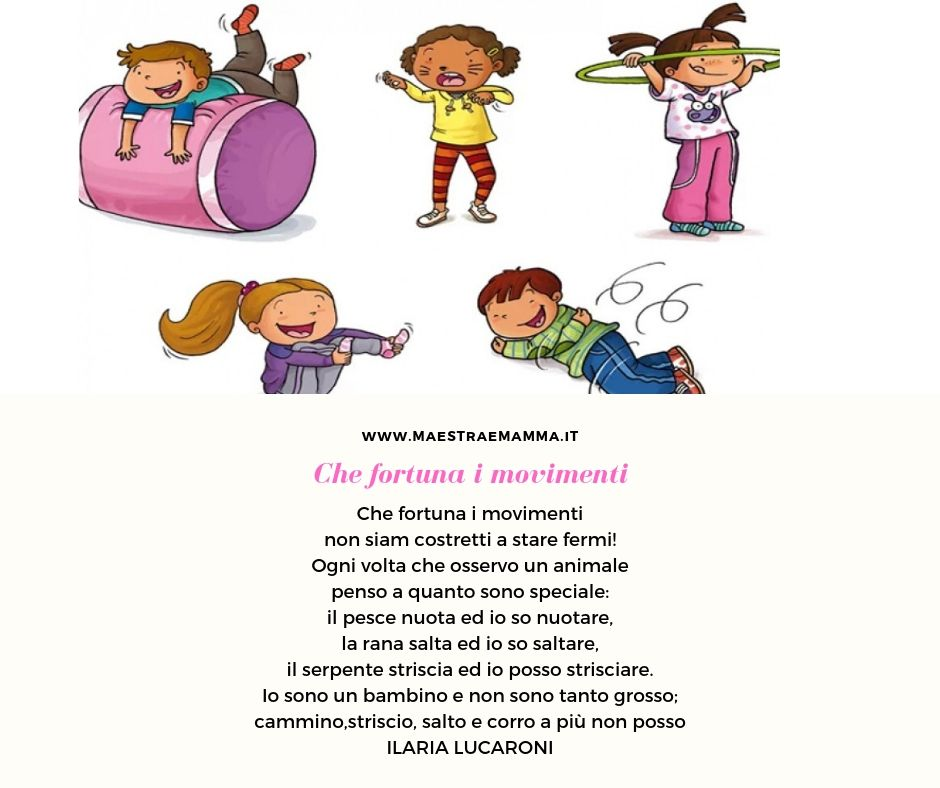 www.MAESTRAEMAMMA.iT
Che fortuna i movimenti
Che fortuna i movimenti
non siam costretti a stare fermi!
Ogni volta che osservo un animale
penso a quanto sono speciale:
il pesce nuota ed io so nuotare,
la rana salta ed io so saltare,
il serpente striscia ed io posso strisciare.
Io sono un bambino e non sono tanto grosso;
cammino,striscio, salto e corro a più non posso
ILARIA LUCARONI